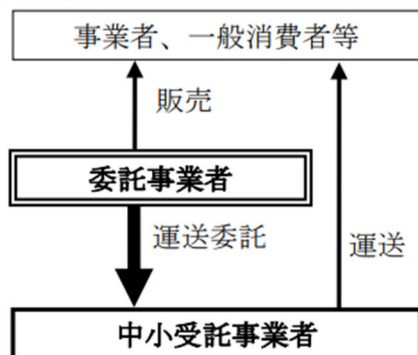 事業者、一般消費者等
販売
委託事業者
運送委託
運送
中小受託事業者